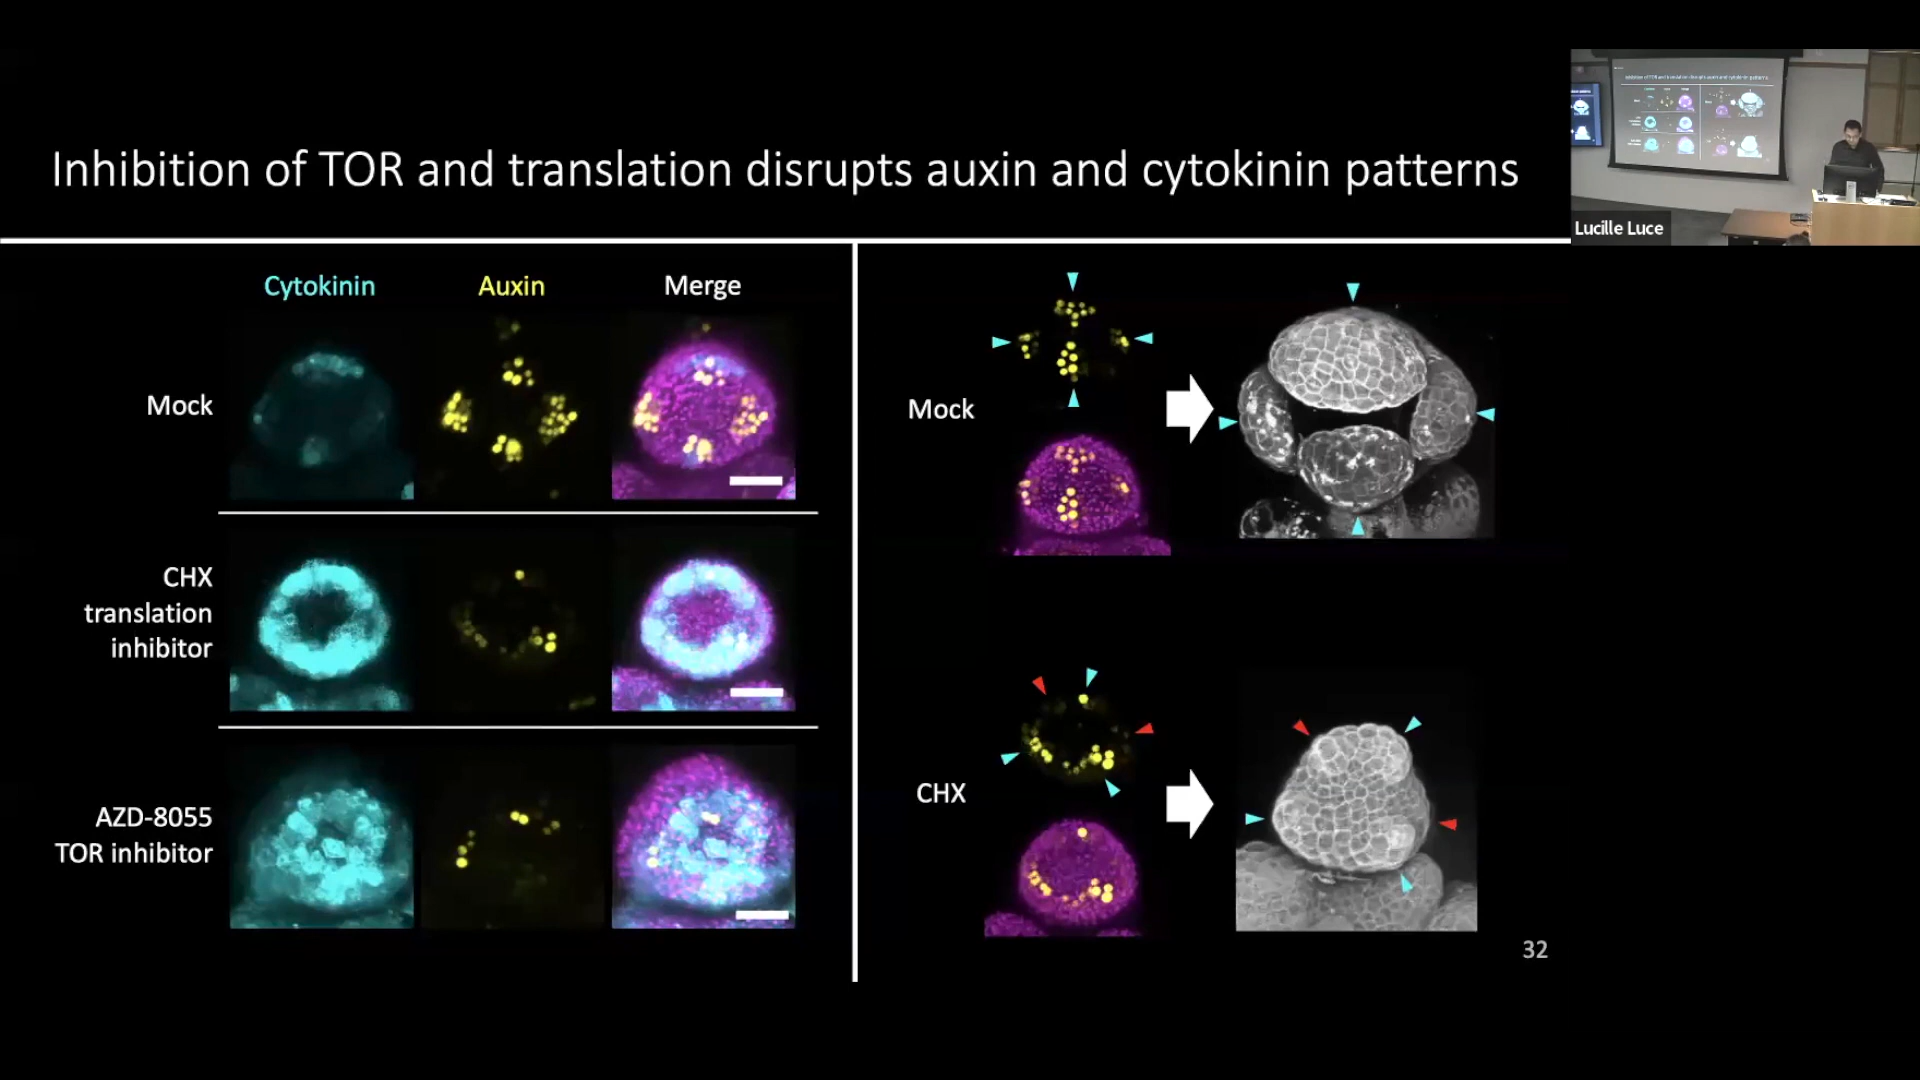 Inhibition of TOR and translation disrupts auxin and cytokinin patterns
Lucille Luce
Cytokinin
Auxin
Merge
Mock
CHX
translation
inhibitor
AZD-8055
TOR inhibitor
Mock
CHX
32